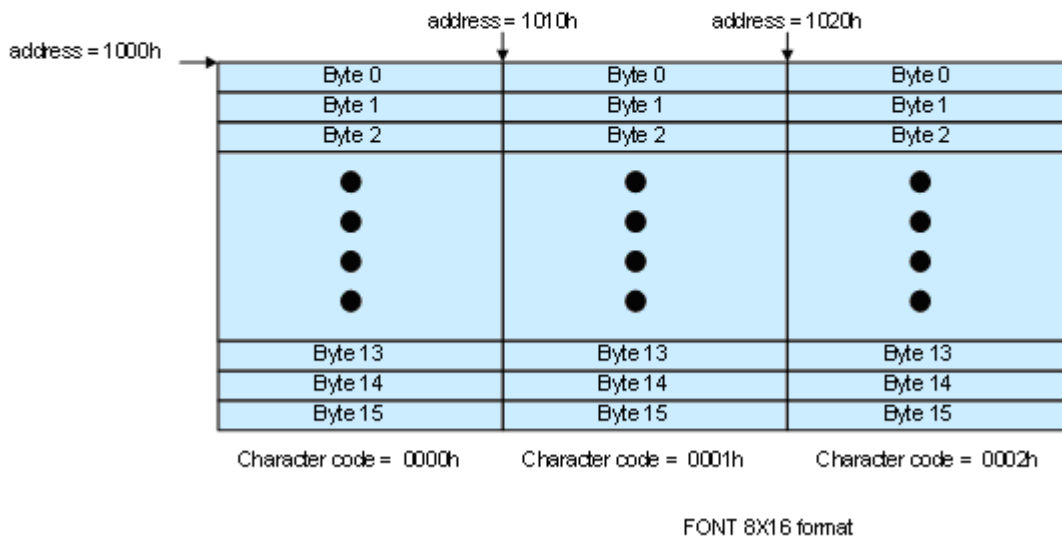 address = 1010h address = 1020h
address = 1000h
Byte 0 Byte 0 Byte 0
Byte 1 Byte 1 Byte 1
Byte 2 Byte 2 Byte 2
Byte 13 Byte 13 Byte 13
Byte 14 Byte 14 Byte 14
Byte 15 Byte 15 Byte 15
Character code = 0000h Character code = 0001h Character code = 0002h
FONT 8X16 format